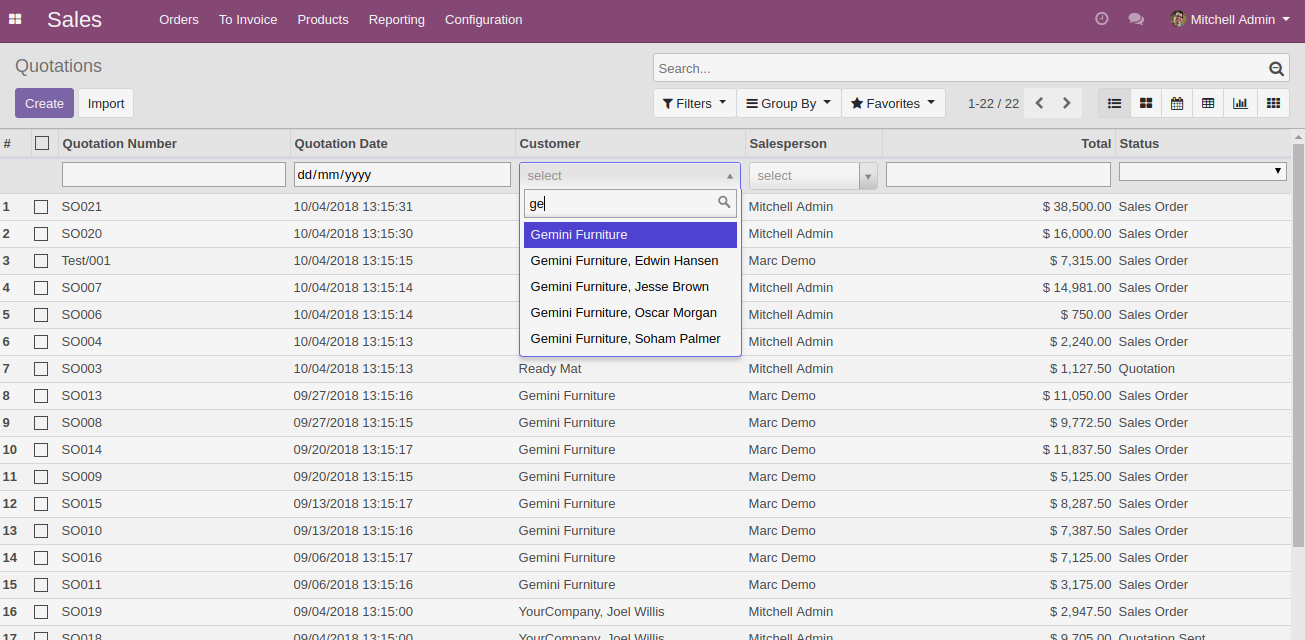 Sales Orders To Invoice Products Reporting Configuration Mitchell Admin
Quotations
Search...
Create Import Filters Group By Favorites 1-22 / 22
# Quotation Number Quotation Date Customer Salesperson Total Status
dd/mm/yyyy select select
ge
Gemini Furniture
Gemini Furniture, Edwin Hansen
Gemini Furniture, Jesse Brown
Gemini Furniture, Oscar Morgan
Gemini Furniture, Soham Palmer
1 SO021 10/04/2018 13:15:31 Mitchell Admin $ 38,500.00 Sales Order
2 SO020 10/04/2018 13:15:30 Mitchell Admin $ 16,000.00 Sales Order
3 Test/001 10/04/2018 13:15:15 Marc Demo $ 7,315.00 Sales Order
4 SO007 10/04/2018 13:15:14 Mitchell Admin $ 14,981.00 Sales Order
5 SO006 10/04/2018 13:15:14 Mitchell Admin $ 750.00 Sales Order
6 SO004 10/04/2018 13:15:13 Mitchell Admin $ 2,240.00 Sales Order
7 SO003 10/04/2018 13:15:13 Ready Mat Mitchell Admin $ 1,127.50 Quotation
8 SO013 09/27/2018 13:15:16 Gemini Furniture Marc Demo $ 11,050.00 Sales Order
9 SO008 09/27/2018 13:15:15 Gemini Furniture Marc Demo $ 9,772.50 Sales Order
10 SO014 09/20/2018 13:15:17 Gemini Furniture Marc Demo $ 11,837.50 Sales Order
11 SO009 09/20/2018 13:15:15 Gemini Furniture Marc Demo $ 5,125.00 Sales Order
12 SO015 09/13/2018 13:15:17 Gemini Furniture Marc Demo $ 8,287.50 Sales Order
13 SO010 09/13/2018 13:15:16 Gemini Furniture Marc Demo $ 7,387.50 Sales Order
14 SO016 09/06/2018 13:15:17 Gemini Furniture Marc Demo $ 7,125.00 Sales Order
15 SO011 09/06/2018 13:15:16 Gemini Furniture Marc Demo $ 3,175.00 Sales Order
16 SO019 09/04/2018 13:15:00 YourCompany, Joel Willis Mitchell Admin $ 2,947.50 Sales Order
17 SO018 09/04/2018 13:15:00 YourCompany, Joel Willis Mitchell Admin $ 9,705.00 Quotation Sent